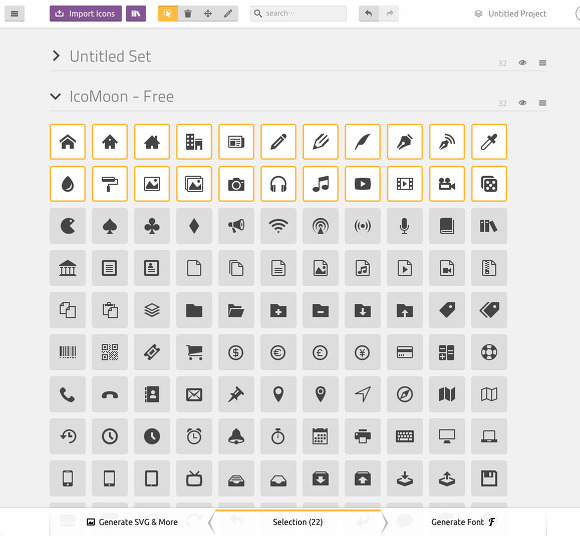 Import Icons
search...
Untitled Project
Untitled Set
32
IcoMoon - Free
32
Generate SVG & More
Selection (22)
Generate Font